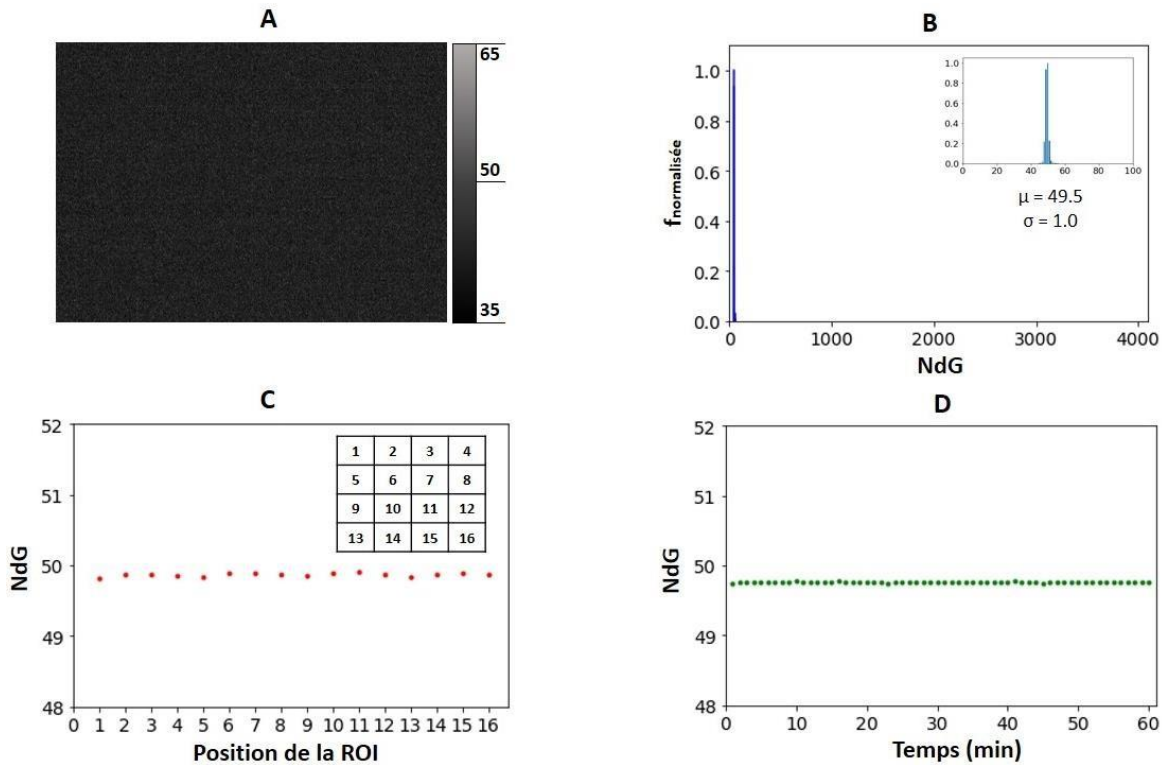 A
65
50
35
B
f normalisée
1.0
0.8
0.6
0.4
0.2
0.0
0 1000 2000 3000 4000
NdG
1.0
0.8
0.6
0.4
0.2
0.0
0 20 40 60 80 100
μ = 49.5
σ = 1.0
C
NdG
52
51
50
49
48
1 2 3 4
5 6 7 8
9 10 11 12
13 14 15 16
0 1 2 3 4 5 6 7 8 9 10 11 12 13 14 15 16
Position de la ROI
D
NdG
52
51
50
49
48
0 10 20 30 40 50 60
Temps (min)